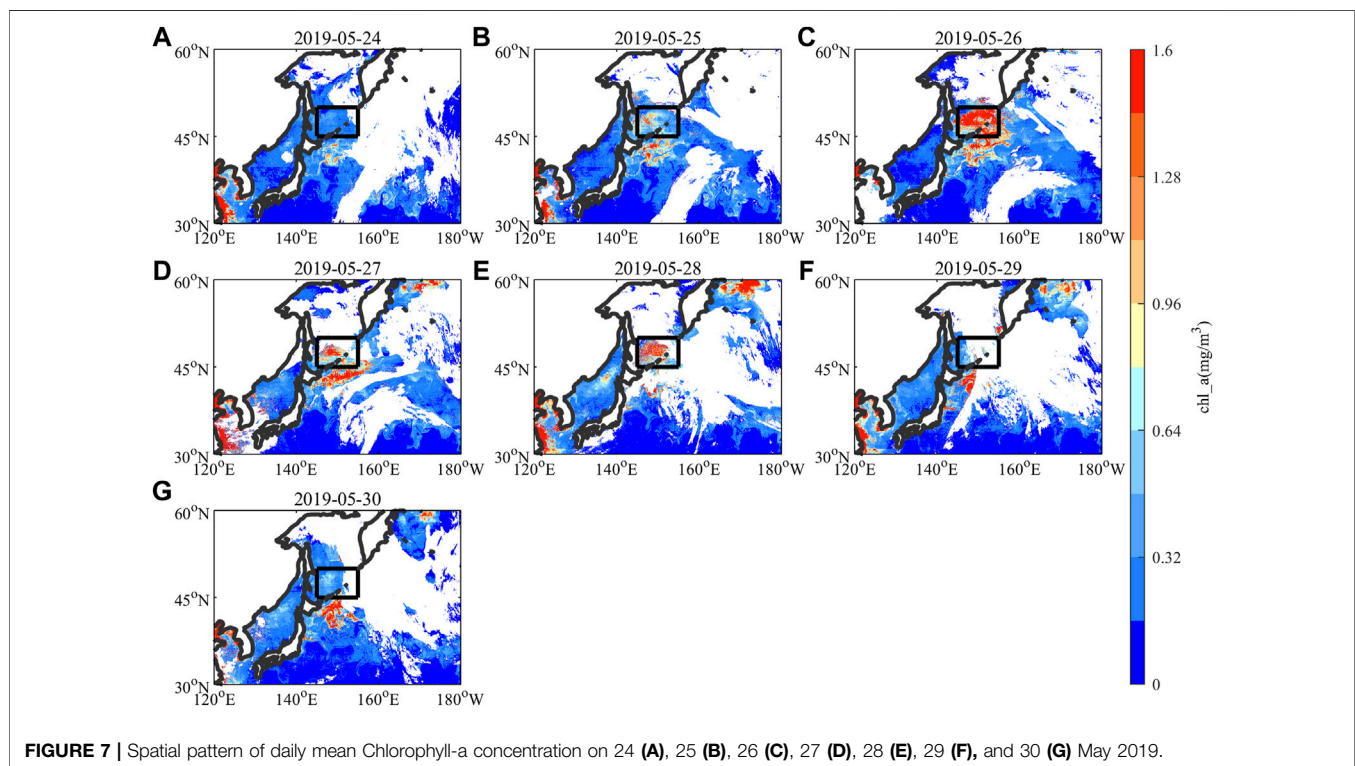 A
2019-05-24
60°N
45°N
30°N
120°E
140°E
160°E
180°W
B
2019-05-25
60°N
45°N
30°N
120°E
140°E
160°E
180°W
C
2019-05-26
60°N
45°N
30°N
120°E
140°E
160°E
180°W
D
2019-05-27
60°N
45°N
30°N
120°E
140°E
160°E
180°W
E
2019-05-28
60°N
45°N
30°N
120°E
140°E
160°E
180°W
F
2019-05-29
60°N
45°N
30°N
120°E
140°E
160°E
180°W
G
2019-05-30
60°N
45°N
30°N
120°E
140°E
160°E
180°W
1.6
1.28
0.96
0.64
0.32
0
chl_a(mg/m³)
FIGURE 7 | Spatial pattern of daily mean Chlorophyll-a concentration on 24 (A), 25 (B), 26 (C), 27 (D), 28 (E), 29 (F), and 30 (G) May 2019.